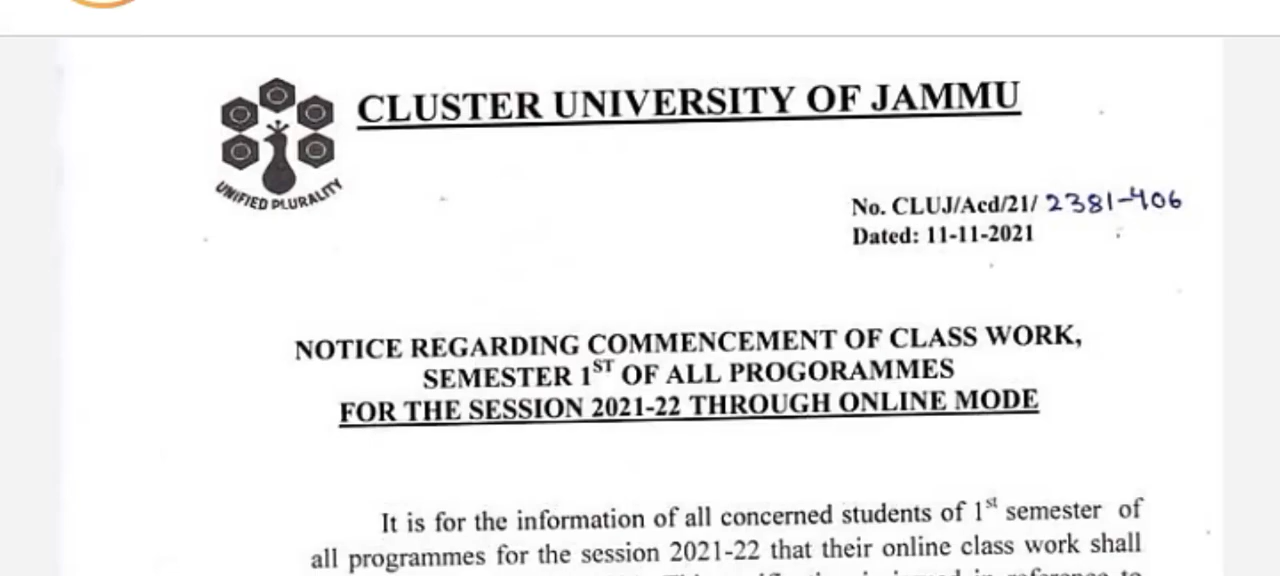 CLUSTER UNIVERSITY OF JAMMU
UNIFIED PLURALITY
No. CLUJ/Acd/21/ 2381-406
Dated: 11-11-2021
NOTICE REGARDING COMMENCEMENT OF CLASS WORK,
SEMESTER 1ST OF ALL PROGORAMMES
FOR THE SESSION 2021-22 THROUGH ONLINE MODE
It is for the information of all concerned students of 1st semester of
all programmes for the session 2021-22 that their online class work shall